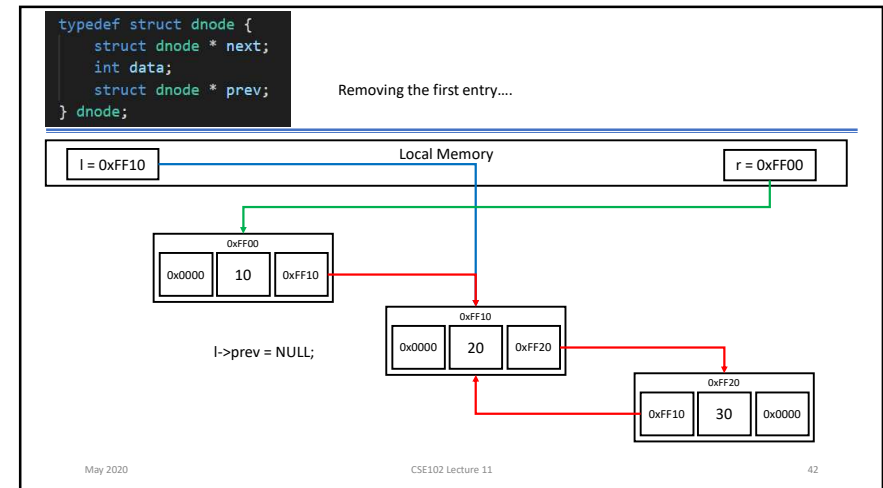 typedef struct dnode {
struct dnode * next;
int data;
struct dnode * prev;
} dnode;
Removing the first entry….
Local Memory
l = 0xFF10
r = 0xFF00
0xFF00
0x0000 10 0xFF10
0xFF10
0x0000 20 0xFF20
l->prev = NULL;
0xFF20
0xFF10 30 0x0000
May 2020 CSE102 Lecture 11 42